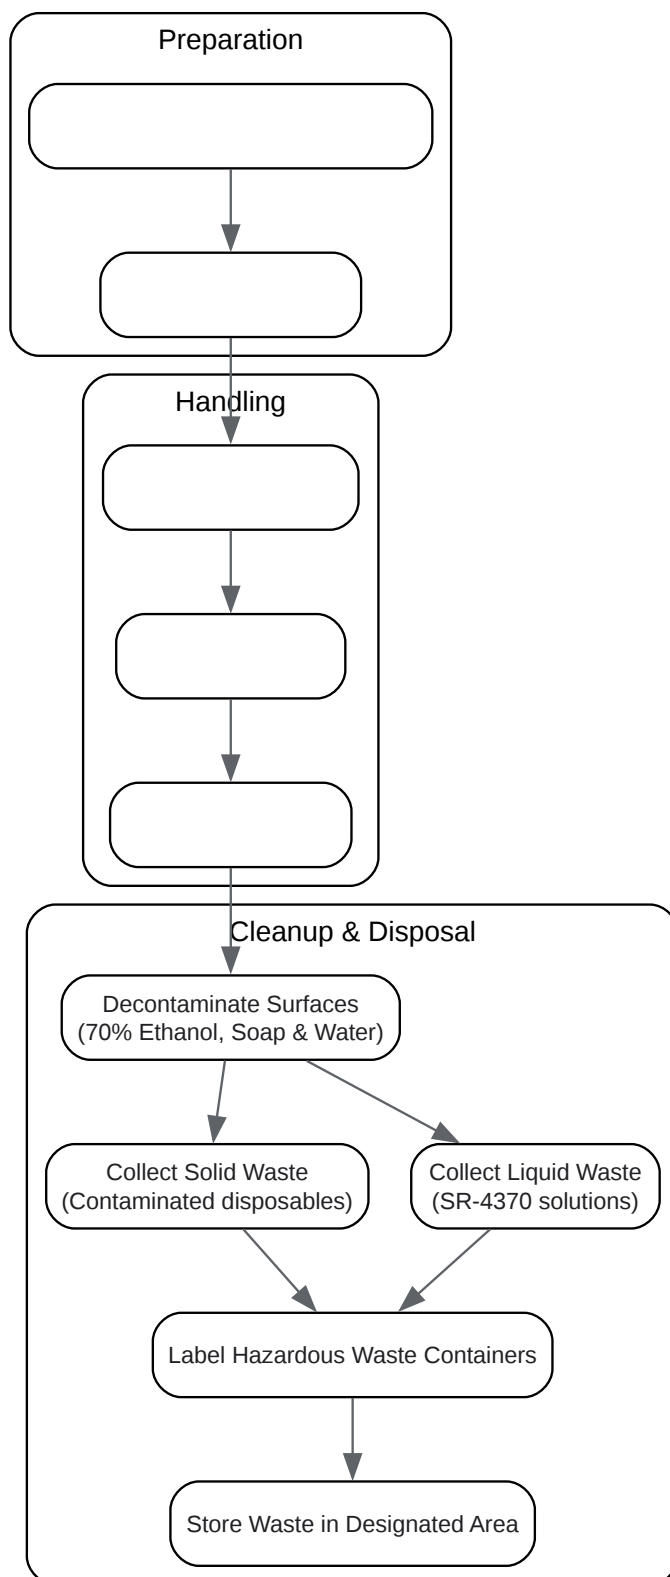 Preparation
Handling
Cleanup & Disposal
Decontaminate Surfaces
(70% Ethanol, Soap & Water)
Collect Solid Waste
(Contaminated disposables)
Collect Liquid Waste
(SR-4370 solutions)
Label Hazardous Waste Containers
Store Waste in Designated Area